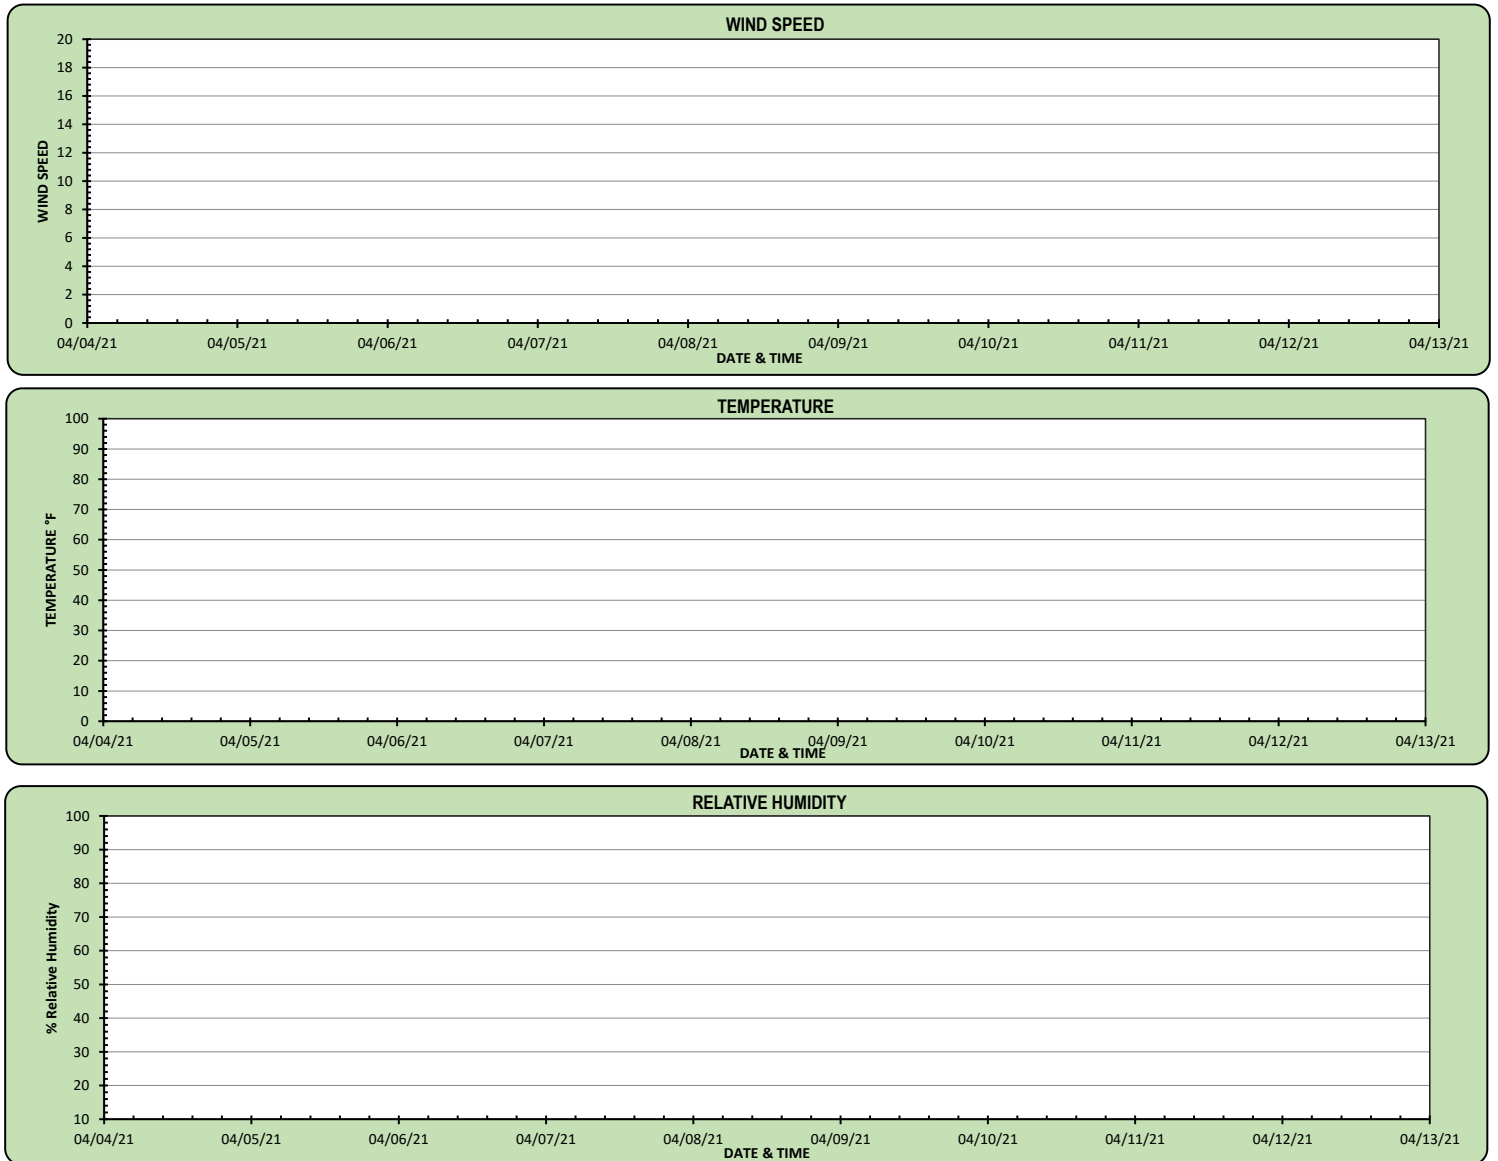 WIND SPEED
20
18
16
14
12
10
8
6
4
2
0
WIND SPEED
04/04/21 04/05/21 04/06/21 04/07/21 04/08/21 04/09/21 04/10/21 04/11/21 04/12/21 04/13/21
DATE & TIME
TEMPERATURE
100
90
80
70
60
50
40
30
20
10
0
TEMPERATURE °F
04/04/21 04/05/21 04/06/21 04/07/21 04/08/21 04/09/21 04/10/21 04/11/21 04/12/21 04/13/21
DATE & TIME
RELATIVE HUMIDITY
100
90
80
70
60
50
40
30
20
10
% Relative Humidity
04/04/21 04/05/21 04/06/21 04/07/21 04/08/21 04/09/21 04/10/21 04/11/21 04/12/21 04/13/21
DATE & TIME